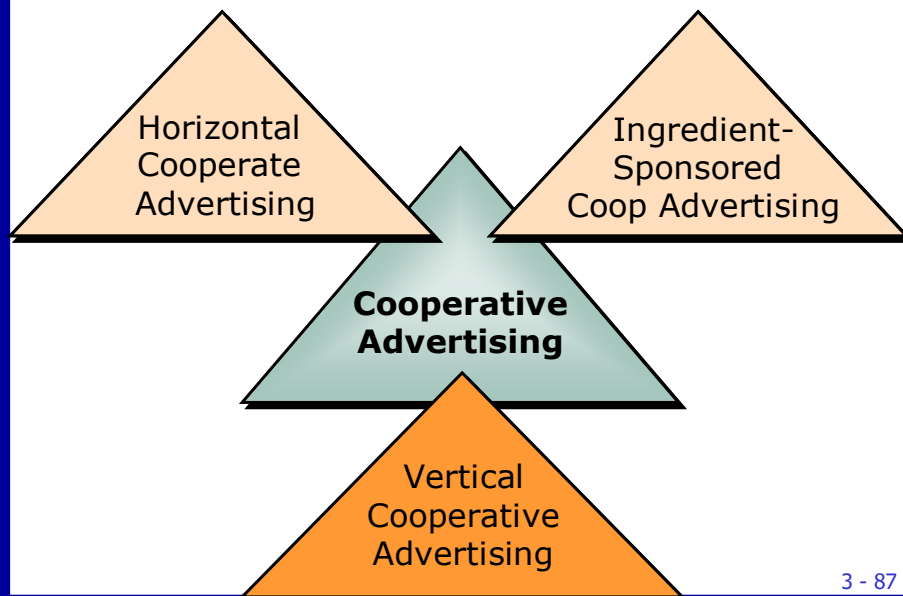 Horizontal
Cooperate
Advertising
Ingredient-
Sponsored
Coop Advertising
Cooperative
Advertising
Vertical
Cooperative
Advertising
3 - 87